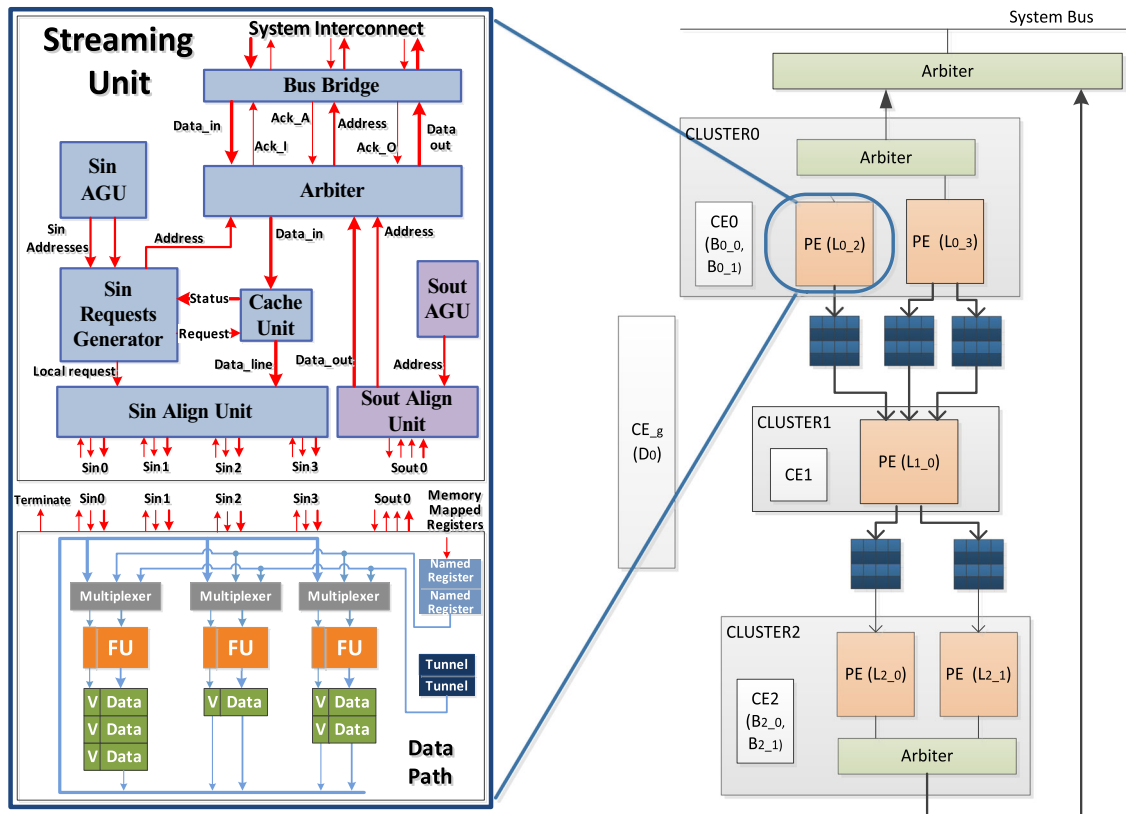 Streaming
Unit
System Interconnect
Bus Bridge
Data_in
Ack_I
Ack_A
Address
Ack_O
Data
out
Sin
AGU
Arbiter
Sin
Addresses
Address
Data_in
Address
Sin
Requests
Generator
Status
Request
Cache
Unit
Sout
AGU
Local request
Data_line
Data_out
Address
Sin Align Unit
Sout Align
Unit
Sin0
Sin1
Sin2
Sin3
Sout0
Terminate
Sin0
Sin1
Sin2
Sin3
Sout0
Memory
Mapped
Registers
Named
Register
Named
Register
Multiplexer
Multiplexer
Multiplexer
FU
FU
FU
Tunnel
Tunnel
V Data
V Data
V Data
V Data
V Data
V Data
Data
Path
System Bus
Arbiter
CLUSTER0
Arbiter
CE0
(B0_0,
B0_1)
PE (L0_2)
PE (L0_3)
CE_g
(D0)
CLUSTER1
CE1
PE (L1_0)
CLUSTER2
CE2
(B2_0,
B2_1)
PE (L2_0)
PE (L2_1)
Arbiter